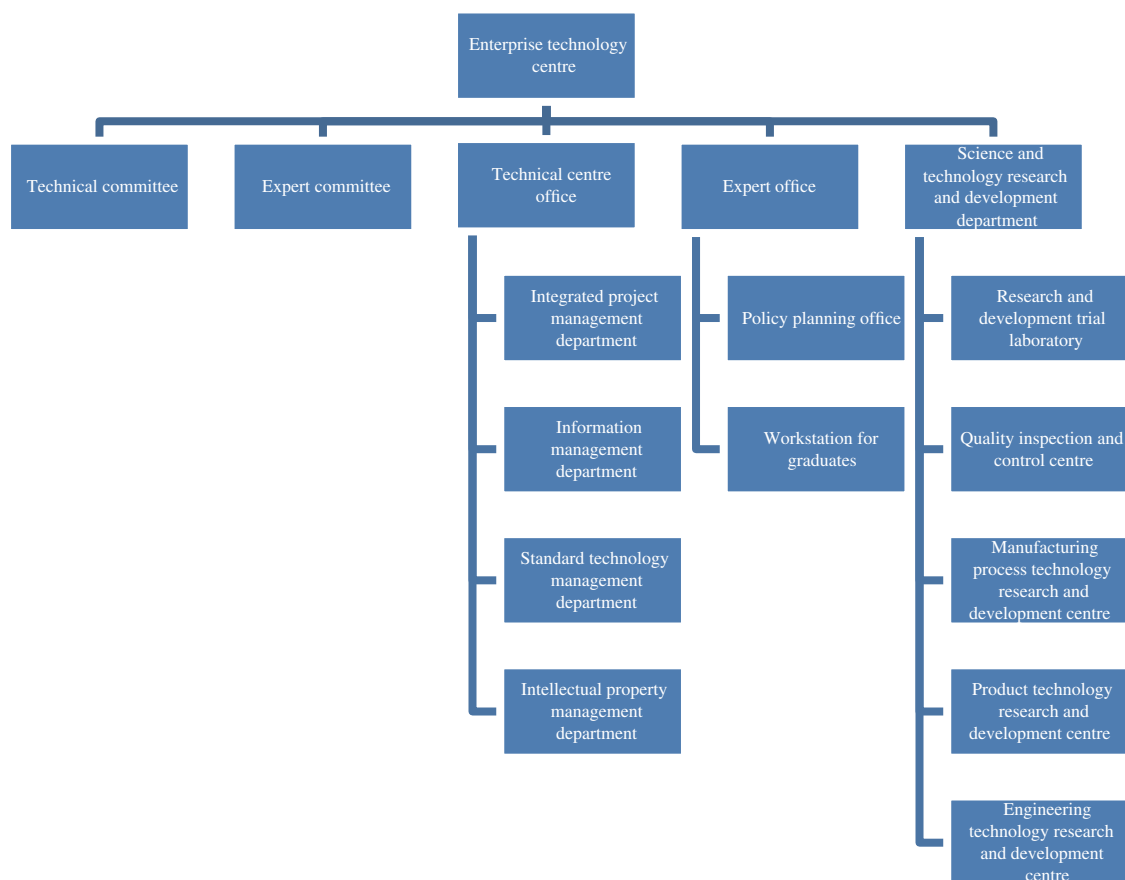 Enterprise technology
centre
Technical committee
Expert committee
Technical centre
office
Expert office
Science and
technology research
and development
department
Integrated project
management
department
Information
management
department
Standard technology
management
department
Intellectual property
management
department
Policy planning office
Workstation for
graduates
Research and
development trial
laboratory
Quality inspection and
control centre
Manufacturing
process technology
research and
development centre
Product technology
research and
development centre
Engineering
technology research
and development
centre